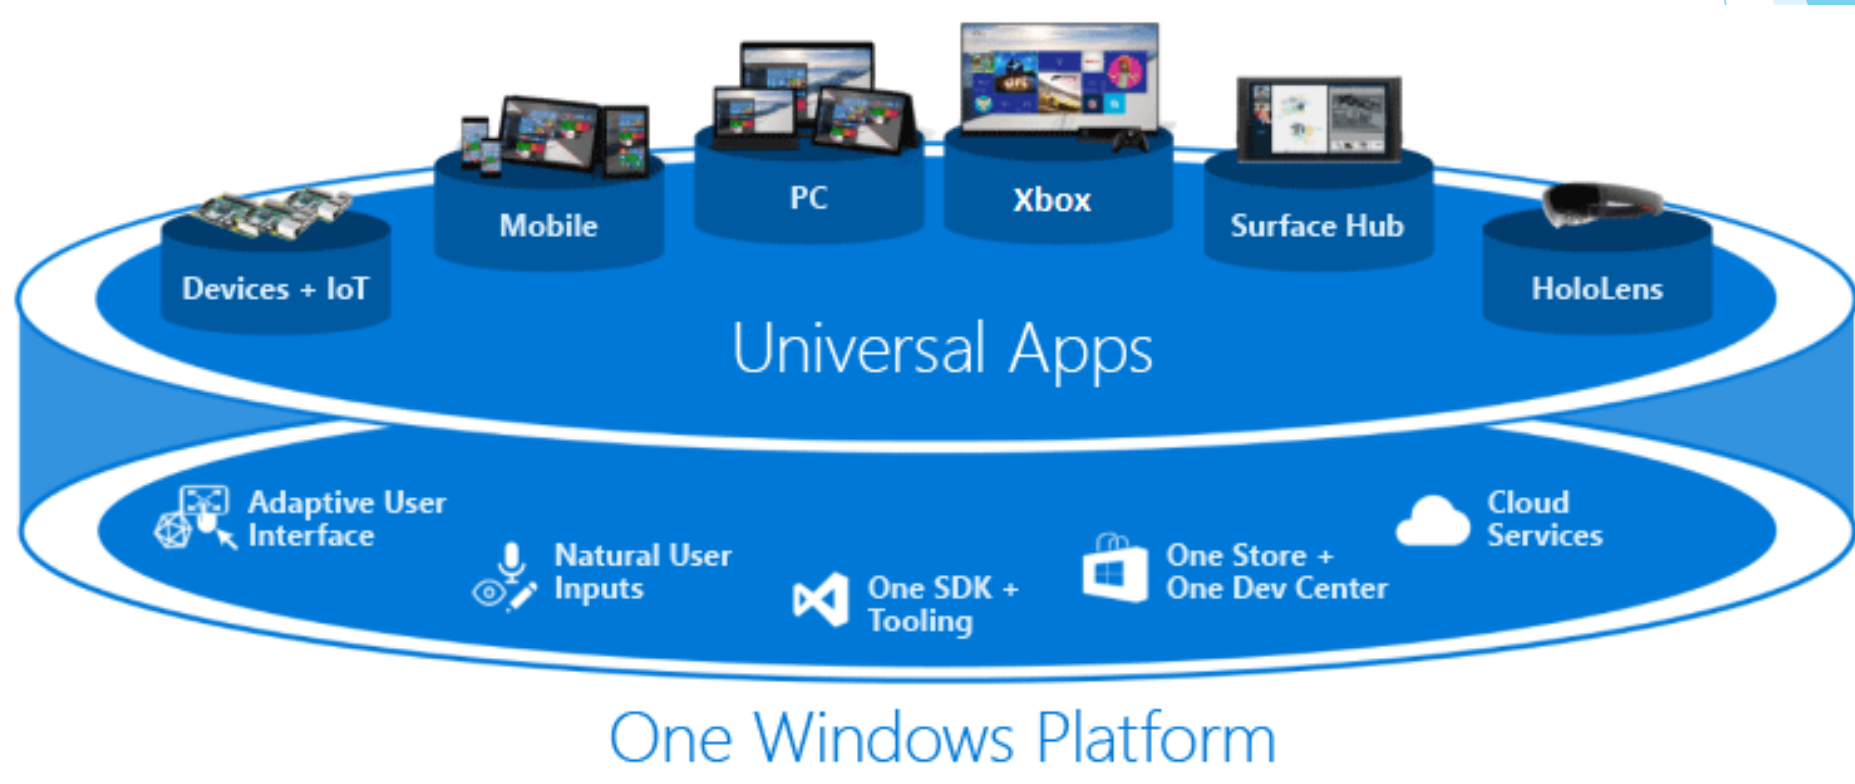 Devices + IoT
Mobile
PC
Xbox
Surface Hub
HoloLens
Universal Apps
Adaptive User
Interface
Natural User
Inputs
One SDK +
Tooling
One Store +
One Dev Center
Cloud
Services
One Windows Platform